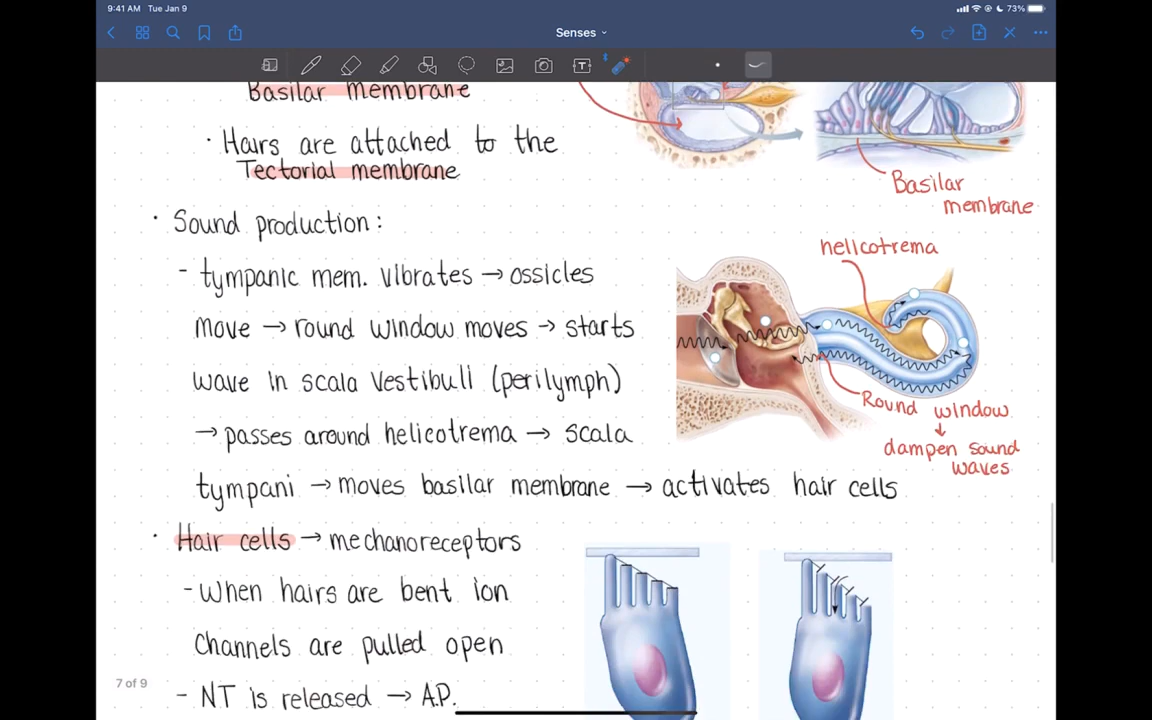 9:41 AM Tue Jan 9
73%
Senses
Basilar membrane
· Hairs are attached to the
Tectorial membrane
Basilar
membrane
· Sound production:
- tympanic mem. vibrates → ossicles
move → round window moves → starts
wave in scala vestibuli (perilymph)
→ passes around helicotrema → scala
tympani → moves basilar membrane → activates hair cells
helicotrema
Round window
↓
dampen sound
waves
· Hair cells → mechanoreceptors
- When hairs are bent ion
channels are pulled open
- NT is released → A.P.
7 of 9